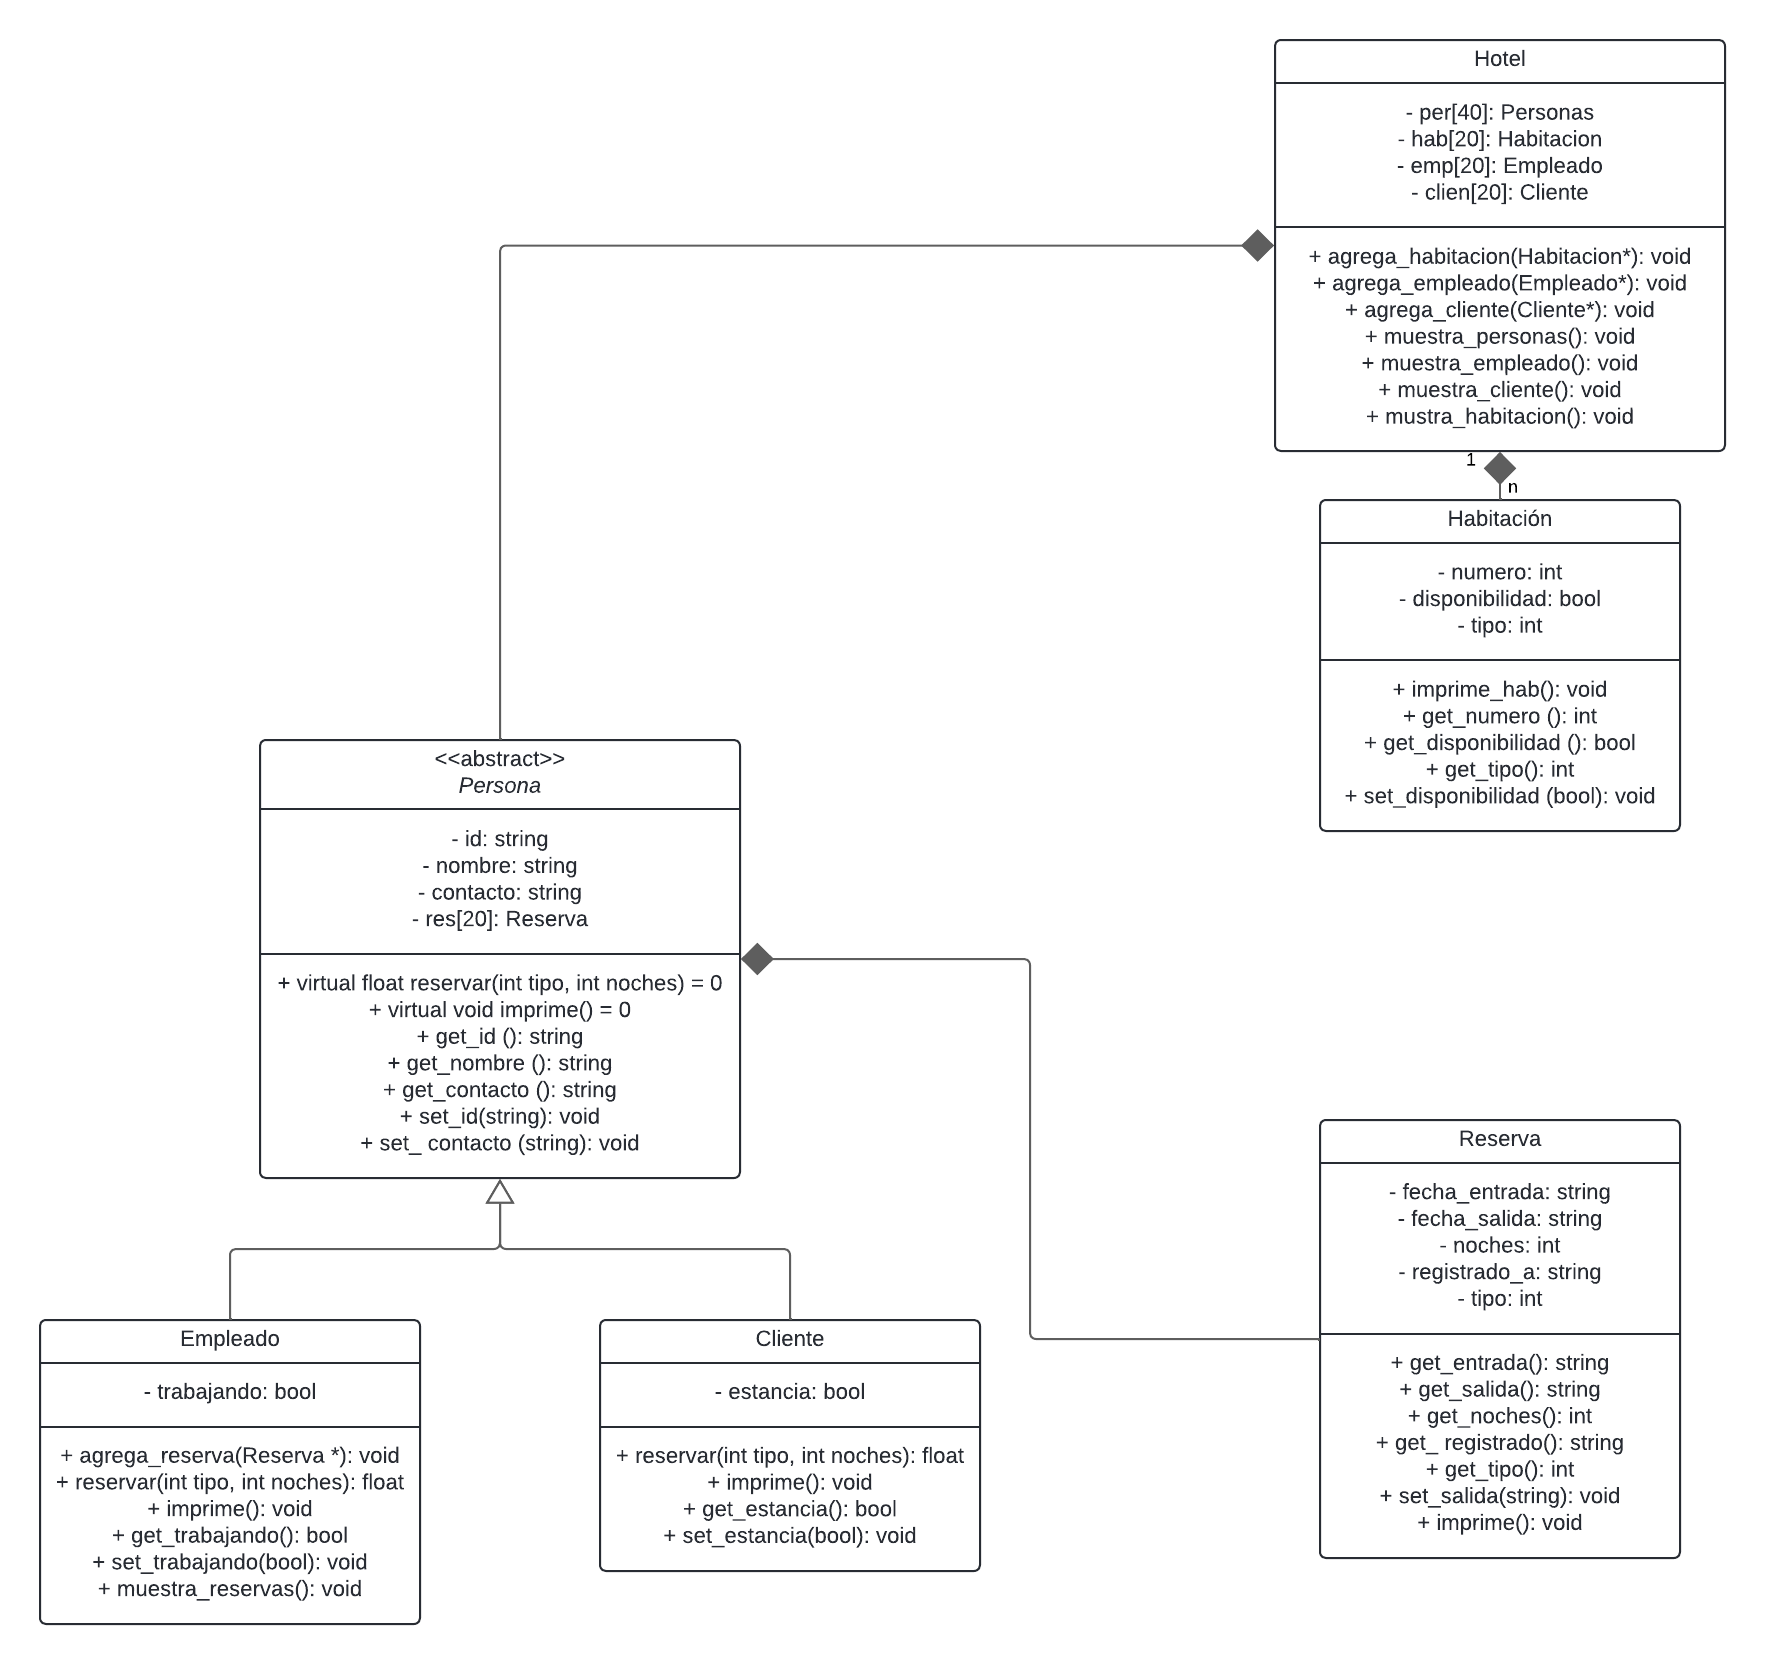 Hotel
- per[40]: Personas
- hab[20]: Habitacion
- emp[20]: Empleado
- clien[20]: Cliente
+ agrega_habitacion(Habitacion*): void
+ agrega_empleado(Empleado*): void
+ agrega_cliente(Cliente*): void
+ muestra_personas(): void
+ muestra_empleado(): void
+ muestra_cliente(): void
+ mustra_habitacion(): void
1
n
Habitación
- numero: int
- disponibilidad: bool
- tipo: int
+ imprime_hab(): void
+ get_numero (): int
+ get_disponibilidad (): bool
+ get_tipo(): int
+ set_disponibilidad (bool): void
<<abstract>>
Persona
- id: string
- nombre: string
- contacto: string
- res[20]: Reserva
+ virtual float reservar(int tipo, int noches) = 0
+ virtual void imprime() = 0
+ get_id (): string
+ get_nombre (): string
+ get_contacto (): string
+ set_id(string): void
+ set_ contacto (string): void
Reserva
- fecha_entrada: string
- fecha_salida: string
- noches: int
- registrado_a: string
- tipo: int
+ get_entrada(): string
+ get_salida(): string
+ get_noches(): int
+ get_ registrado(): string
+ get_tipo(): int
+ set_salida(string): void
+ imprime(): void
Empleado
- trabajando: bool
+ agrega_reserva(Reserva *): void
+ reservar(int tipo, int noches): float
+ imprime(): void
+ get_trabajando(): bool
+ set_trabajando(bool): void
+ muestra_reservas(): void
Cliente
- estancia: bool
+ reservar(int tipo, int noches): float
+ imprime(): void
+ get_estancia(): bool
+ set_estancia(bool): void